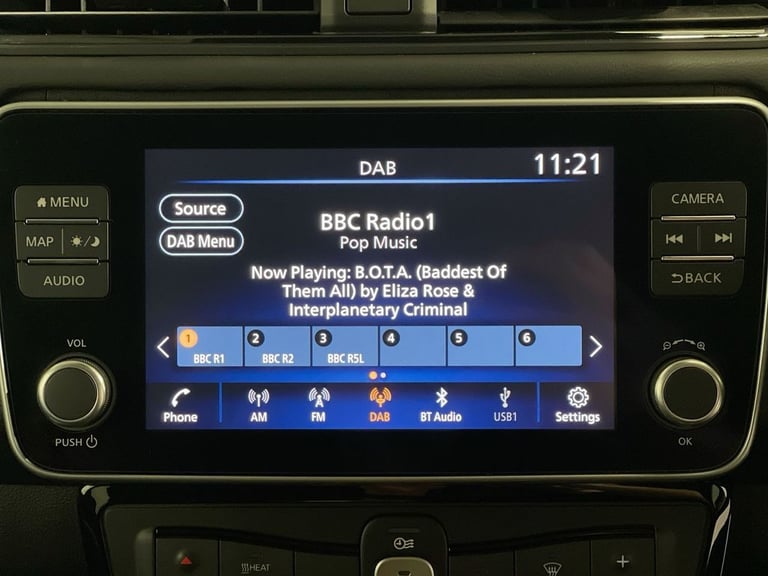 DAB
11:21
Source
DAB Menu
BBC Radio1
Pop Music
Now Playing: B.O.T.A. (Baddest Of
Them All) by Eliza Rose &
Interplanetary Criminal
1 2 3 4 5 6
BBC R1 BBC R2 BBC R5L
Phone AM FM DAB BT Audio USB1 Settings
MENU
MAP
AUDIO
VOL
PUSH
CAMERA
BACK
OK
HEAT
+